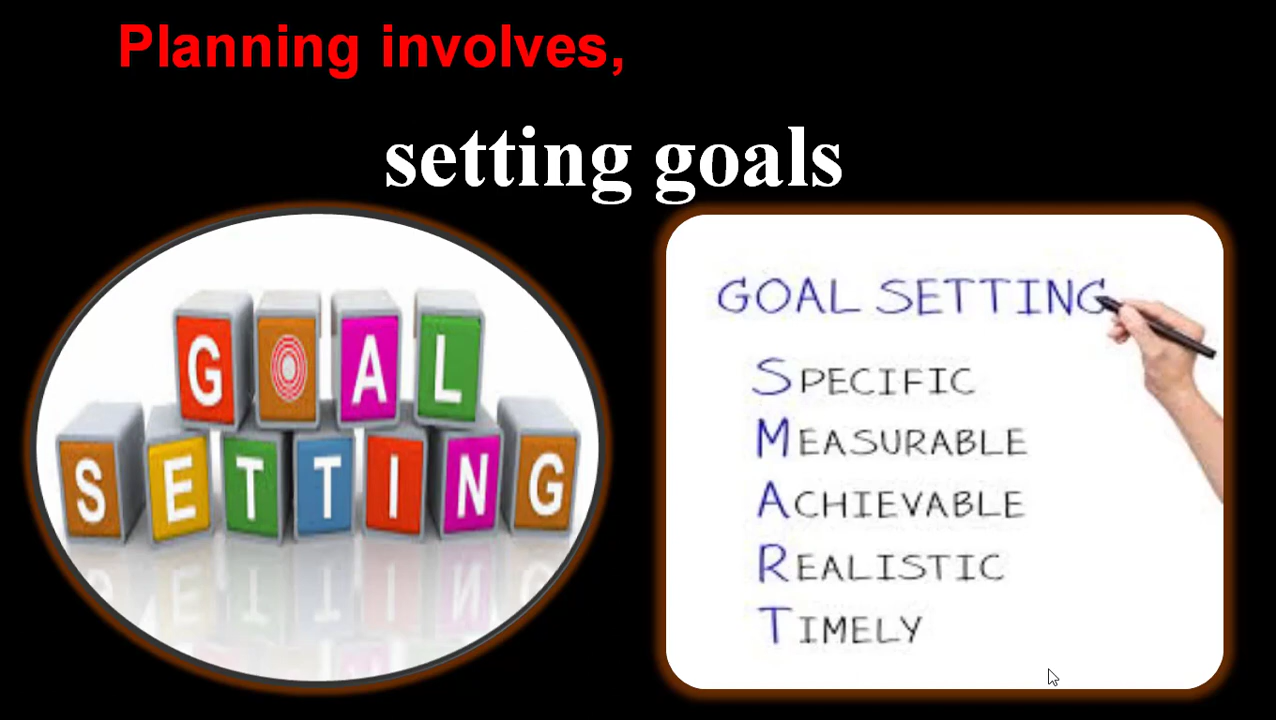 Planning involves,
setting goals
GOAL
SETTING
GOAL SETTING
SPECIFIC
MEASURABLE
ACHIEVABLE
REALISTIC
TIMELY